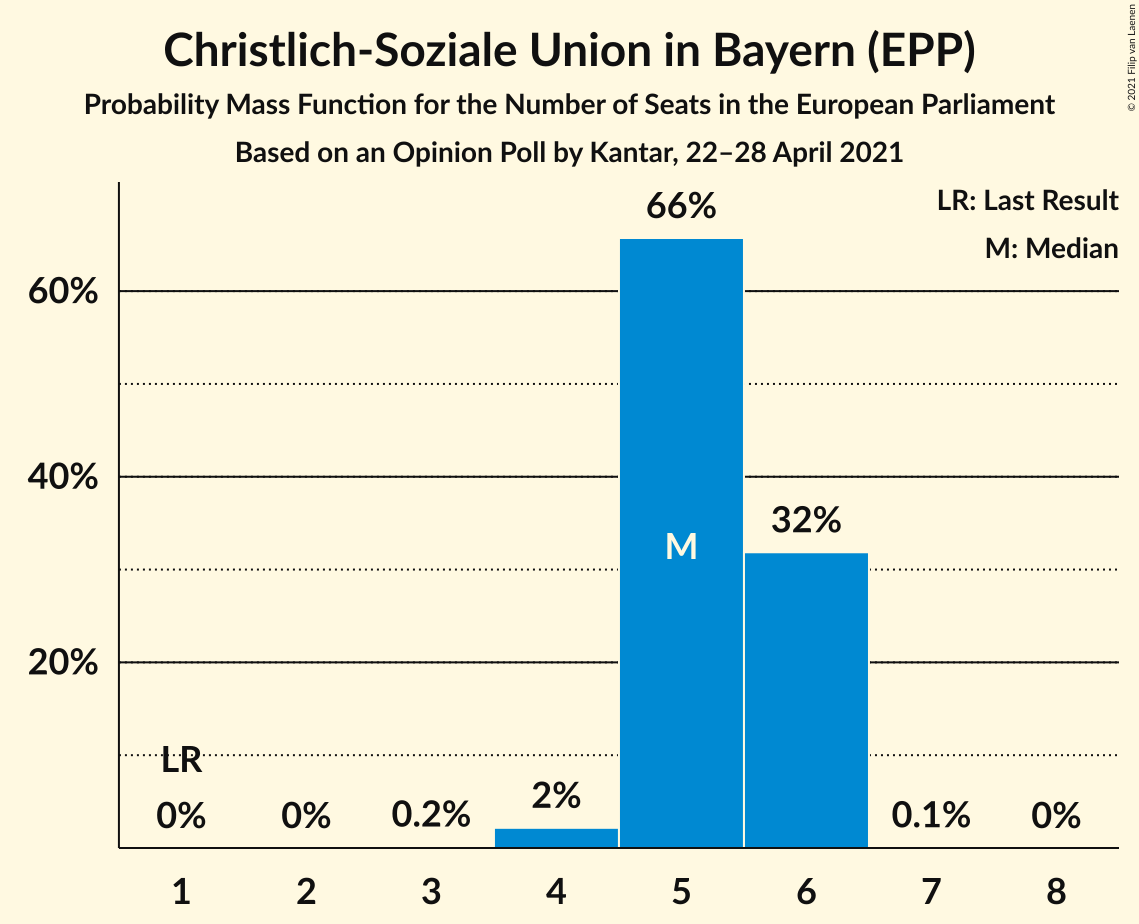 Christlich-Soziale Union in Bayern (EPP)
Probability Mass Function for the Number of Seats in the European Parliament
Based on an Opinion Poll by Kantar, 22–28 April 2021
© 2021 Filip van Laenen
LR: Last Result
M: Median
66%
60%
40%
32%
M
20%
LR
0%
0%
0.2%
2%
0.1%
0%
1 2 3 4 5 6 7 8